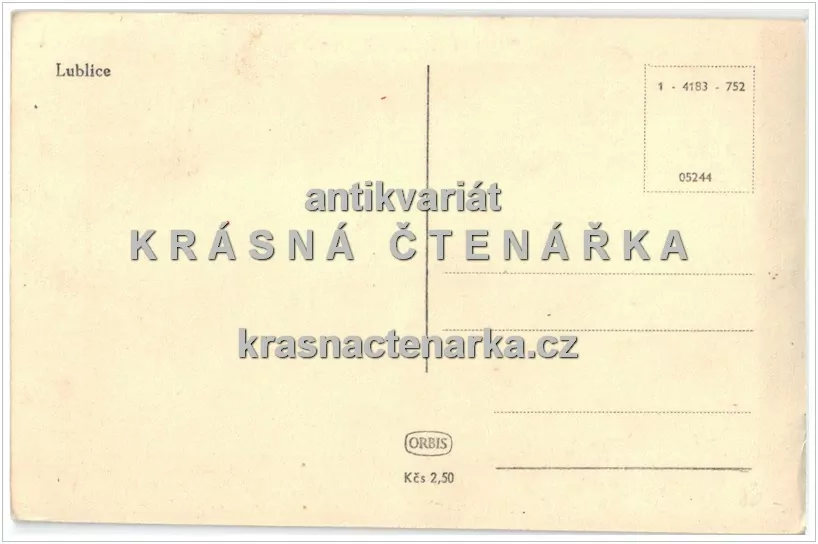 Lublice
1 - 4183 - 752
05244
antikvariát
KRÁSNÁ ČTENÁŘKA
krasnactenarka.cz
ORBIS
Kčs 2,50